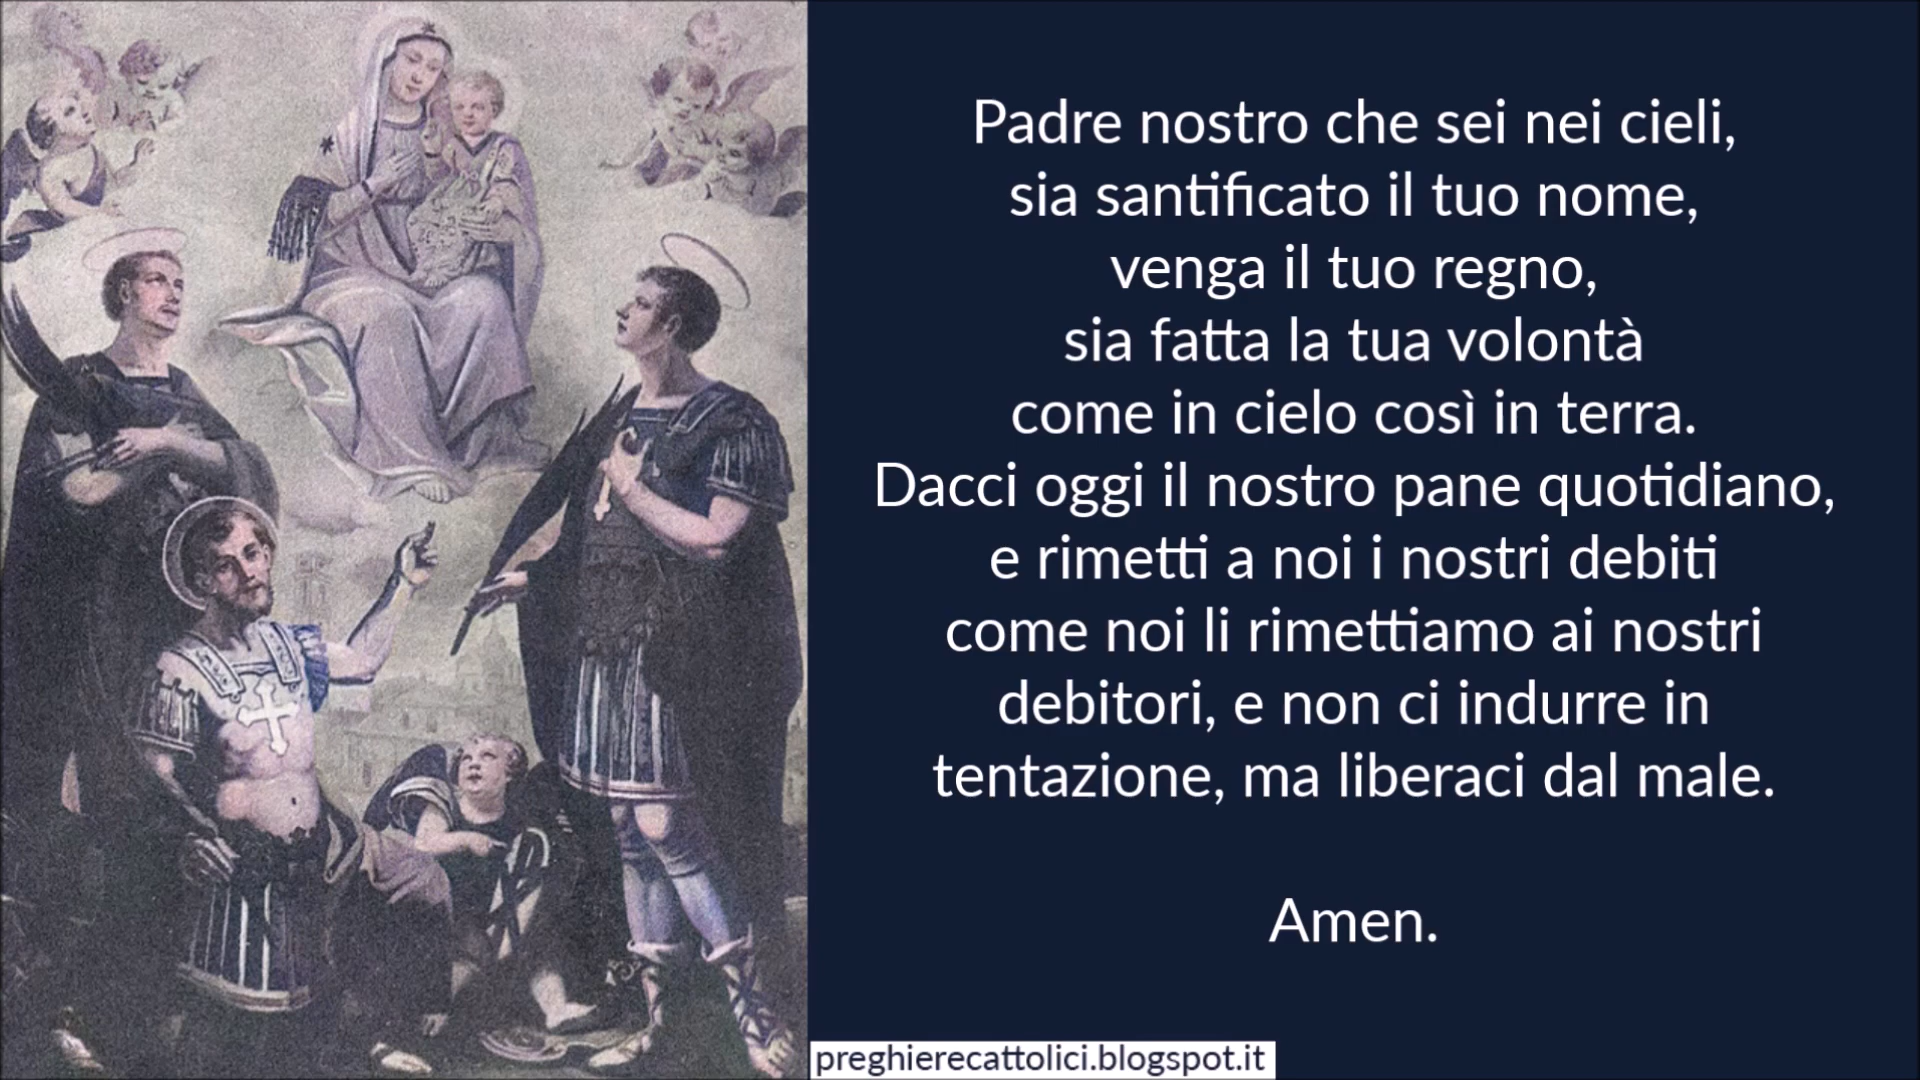 Padre nostro che sei nei cieli,
sia santificato il tuo nome,
venga il tuo regno,
sia fatta la tua volontà
come in cielo così in terra.
Dacci oggi il nostro pane quotidiano,
e rimetti a noi i nostri debiti
come noi li rimettiamo ai nostri
debitori, e non ci indurre in
tentazione, ma liberaci dal male.
Amen.
preghierecattolici.blogspot.it